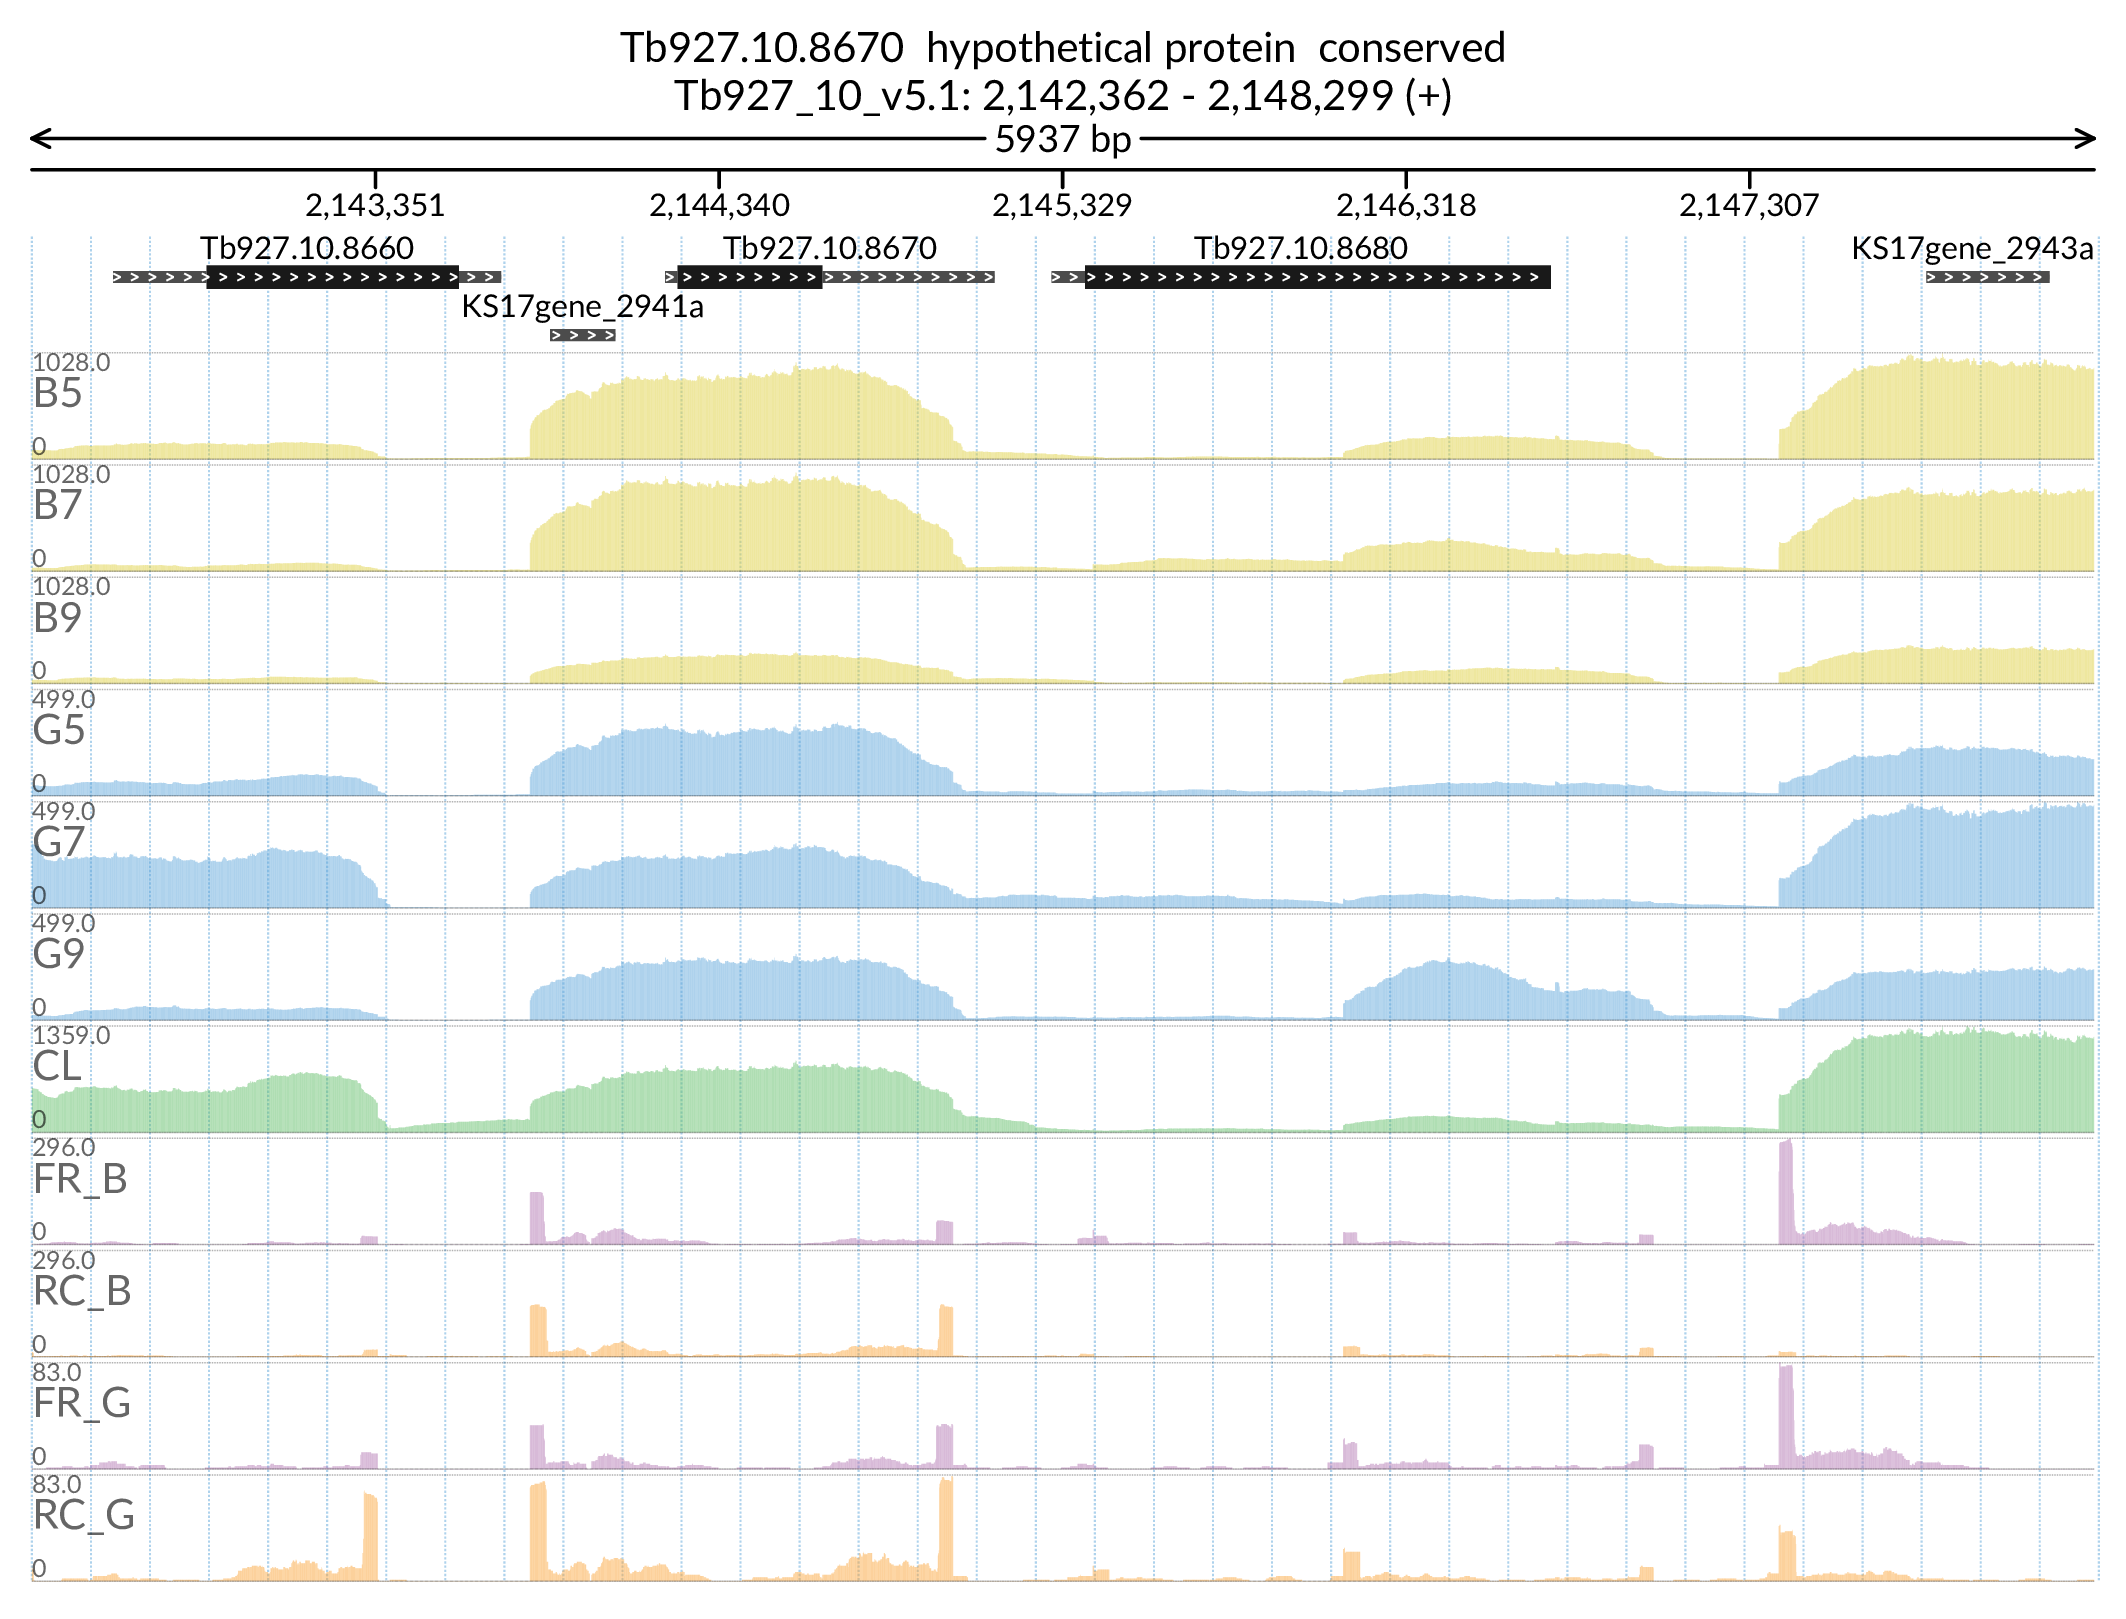 Tb927.10.8670 hypothetical protein conserved
Tb927_10_v5.1: 2,142,362 - 2,148,299 (+)
5937 bp
2,143,351 2,144,340 2,145,329 2,146,318 2,147,307
Tb927.10.8660 Tb927.10.8670 Tb927.10.8680 KS17gene_2943a
KS17gene_2941a
1028.0
B5
0
1028.0
B7
0
1028.0
B9
0
499.0
G5
0
499.0
G7
0
499.0
G9
0
1359.0
CL
0
296.0
FR_B
0
296.0
RC_B
0
83.0
FR_G
0
83.0
RC_G
0